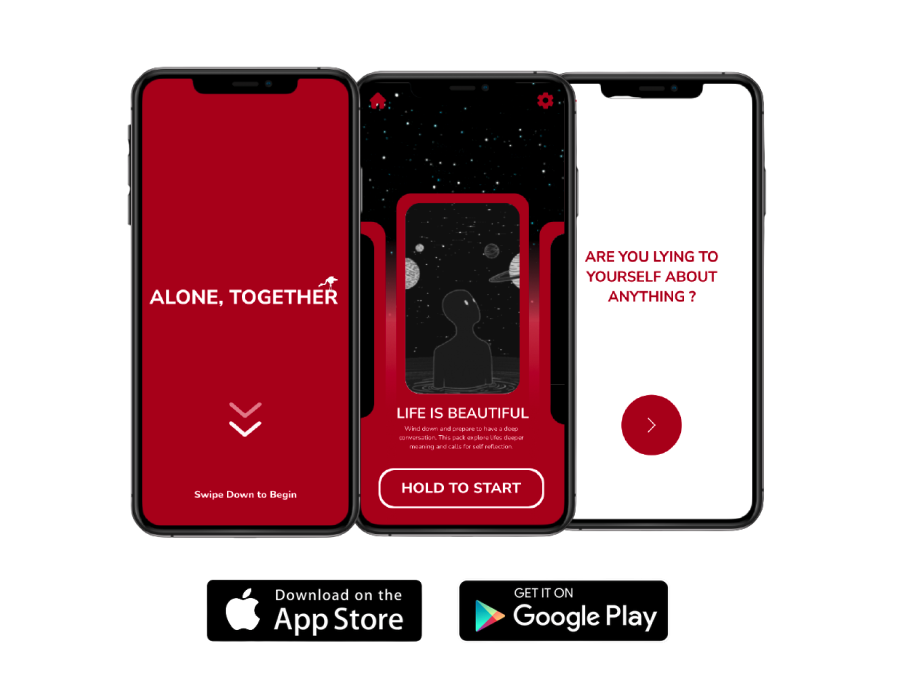 ALONE, TOGETHER
Swipe Down to Begin
LIFE IS BEAUTIFUL
Wind down and prepare to have a deep
conversation. This pack explore lifes deeper
meaning and calls for self reflection.
HOLD TO START
ARE YOU LYING TO
YOURSELF ABOUT
ANYTHING ?
Download on the
App Store
GET IT ON
Google Play